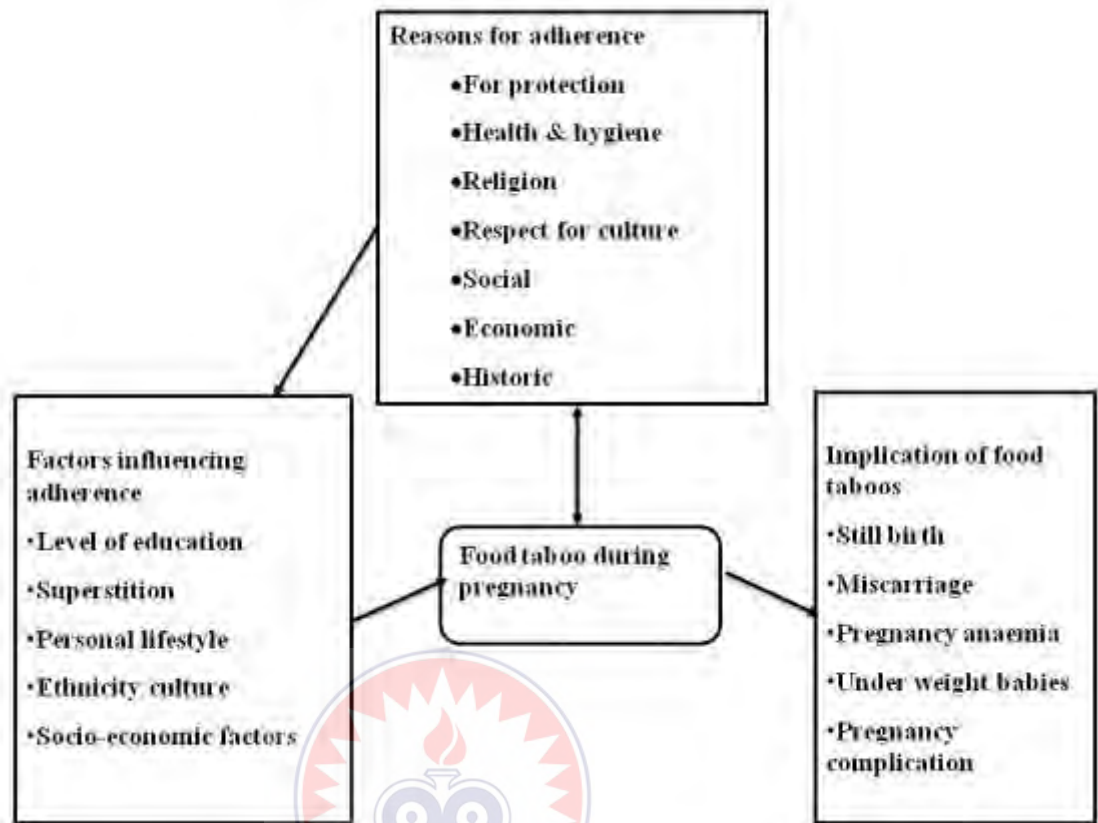 Reasons for adherence
•For protection
•Health & hygiene
•Religion
•Respect for culture
•Social
•Economic
•Historic
Factors influencing
adherence
•Level of education
•Superstition
•Personal lifestyle
•Ethnicity culture
•Socio-economic factors
Food taboo during
pregnancy
Implication of food
taboos
•Still birth
•Miscarriage
•Pregnancy anaemia
•Under weight babies
•Pregnancy
complication